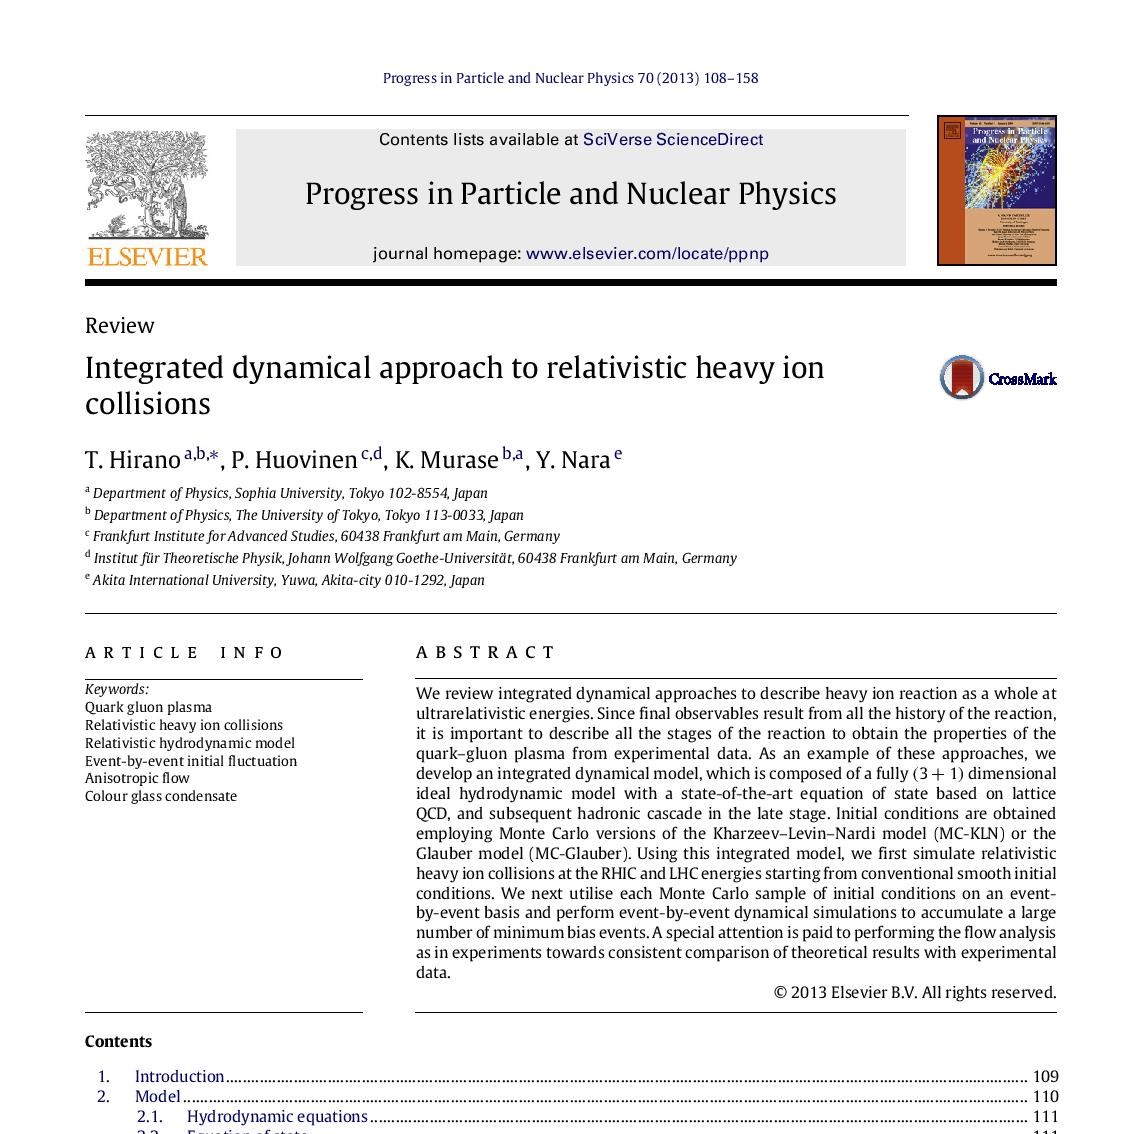 Progress in Particle and Nuclear Physics 70 (2013) 108–158
Contents lists available at SciVerse ScienceDirect
Progress in Particle and Nuclear Physics
journal homepage: www.elsevier.com/locate/ppnp
ELSEVIER
Progress in Particle
and Nuclear Physics
Review
Integrated dynamical approach to relativistic heavy ion
collisions
CrossMark
T. Hirano a,b,*, P. Huovinen c,d, K. Murase b,a, Y. Nara e
a Department of Physics, Sophia University, Tokyo 102-8554, Japan
b Department of Physics, The University of Tokyo, Tokyo 113-0033, Japan
c Frankfurt Institute for Advanced Studies, 60438 Frankfurt am Main, Germany
d Institut für Theoretische Physik, Johann Wolfgang Goethe-Universität, 60438 Frankfurt am Main, Germany
e Akita International University, Yuwa, Akita-city 010-1292, Japan
ARTICLE INFO
Keywords:
Quark gluon plasma
Relativistic heavy ion collisions
Relativistic hydrodynamic model
Event-by-event initial fluctuation
Anisotropic flow
Colour glass condensate
ABSTRACT
We review integrated dynamical approaches to describe heavy ion reaction as a whole at
ultrarelativistic energies. Since final observables result from all the history of the reaction,
it is important to describe all the stages of the reaction to obtain the properties of the
quark–gluon plasma from experimental data. As an example of these approaches, we
develop an integrated dynamical model, which is composed of a fully (3 + 1) dimensional
ideal hydrodynamic model with a state-of-the-art equation of state based on lattice
QCD, and subsequent hadronic cascade in the late stage. Initial conditions are obtained
employing Monte Carlo versions of the Kharzeev–Levin–Nardi model (MC-KLN) or the
Glauber model (MC-Glauber). Using this integrated model, we first simulate relativistic
heavy ion collisions at the RHIC and LHC energies starting from conventional smooth initial
conditions. We next utilise each Monte Carlo sample of initial conditions on an event-
by-event basis and perform event-by-event dynamical simulations to accumulate a large
number of minimum bias events. A special attention is paid to performing the flow analysis
as in experiments towards consistent comparison of theoretical results with experimental
data.
© 2013 Elsevier B.V. All rights reserved.
Contents
1. Introduction 109
2. Model 110
2.1. Hydrodynamic equations 111